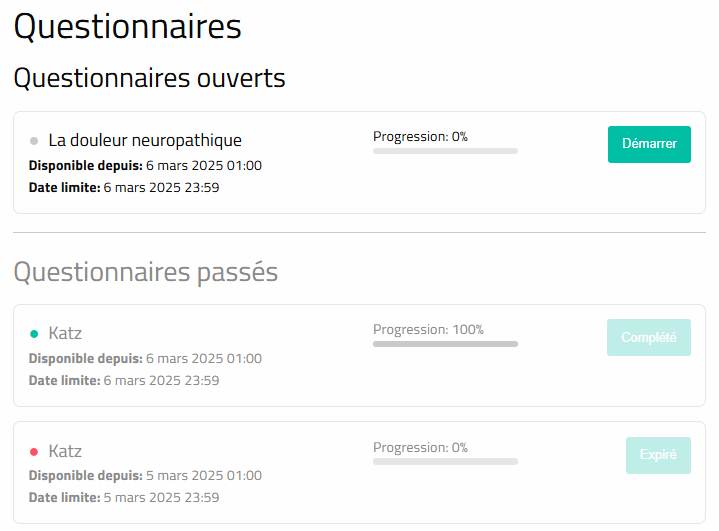 Questionnaires
Questionnaires ouverts
La douleur neuropathique
Progression: 0%
Démarrer
Disponible depuis: 6 mars 2025 01:00
Date limite: 6 mars 2025 23:59
Questionnaires passés
Katz
Progression: 100%
Complété
Disponible depuis: 6 mars 2025 01:00
Date limite: 6 mars 2025 23:59
Katz
Progression: 0%
Expiré
Disponible depuis: 5 mars 2025 01:00
Date limite: 5 mars 2025 23:59